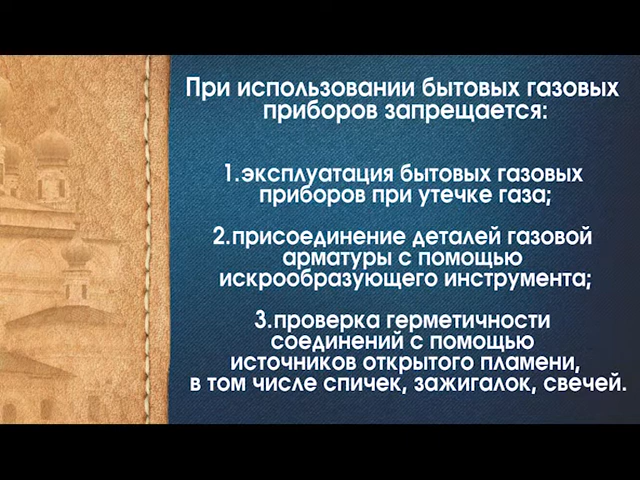 При использовании бытовых газовых
приборов запрещается:
1.эксплуатация бытовых газовых
приборов при утечке газа;
2.присоединение деталей газовой
арматуры с помощью
искрообразующего инструмента;
3.проверка герметичности
соединений с помощью
источников открытого пламени,
в том числе спичек, зажигалок, свечей.